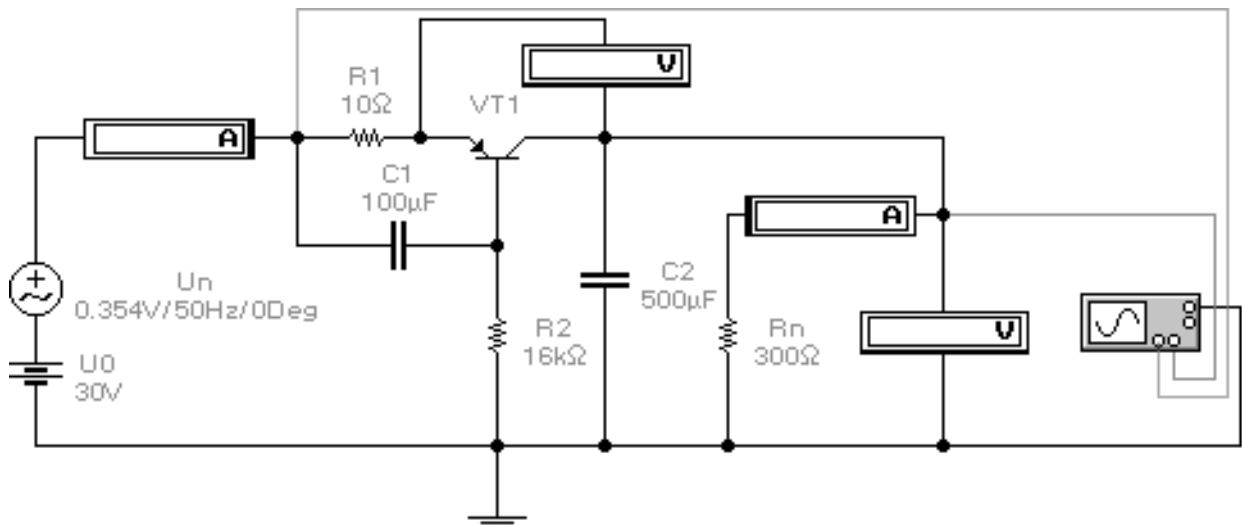 V
R1
10Ω
VT1
A
C1
100µF
A
Un
0.354V/50Hz/0Deg
C2
500µF
R2
16kΩ
Rn
300Ω
V
U0
30V